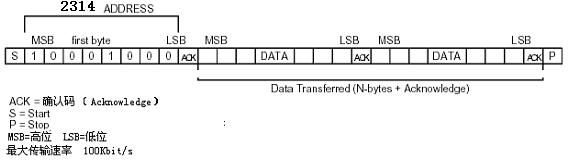 2314 ADDRESS
MSB first byte LSB MSB LSB MSB LSB
S 1 0 0 0 1 0 0 0 ACK DATA ACK DATA ACK P
Data Transferred (N-bytes + Acknowledge)
ACK = 确认码 (Acknowledge)
S = Start
P = Stop
:
MSB=高位 LSB=低位
最大传输速率 100Kbit/s